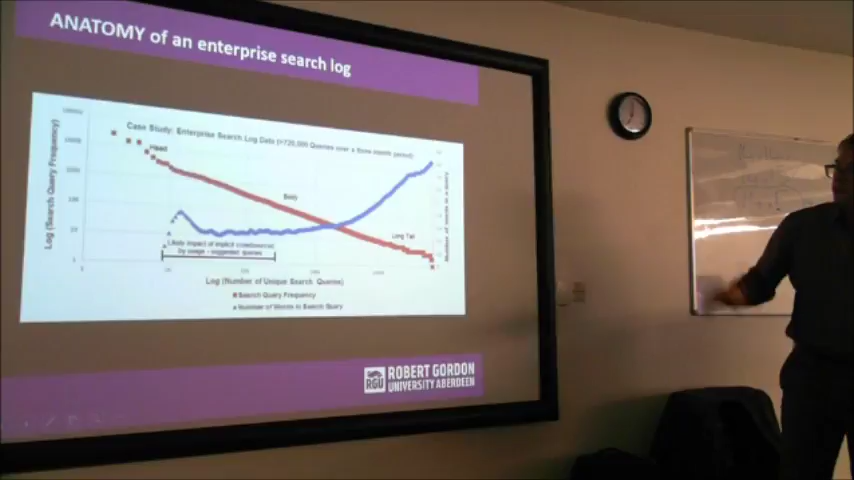 ANATOMY of an enterprise search log
Case Study: Enterprise Search Log Data (>720,000 Queries over a three month period)
Log (Search Query Frequency)
Head
Body
Long Tail
Number of words in a query
Likely impact of implicit crowdsourced
by usage - suggested queries
Log (Number of Unique Search Queries)
Search Query Frequency
Number of Words in Search Query
RGU
ROBERT GORDON
UNIVERSITY ABERDEEN